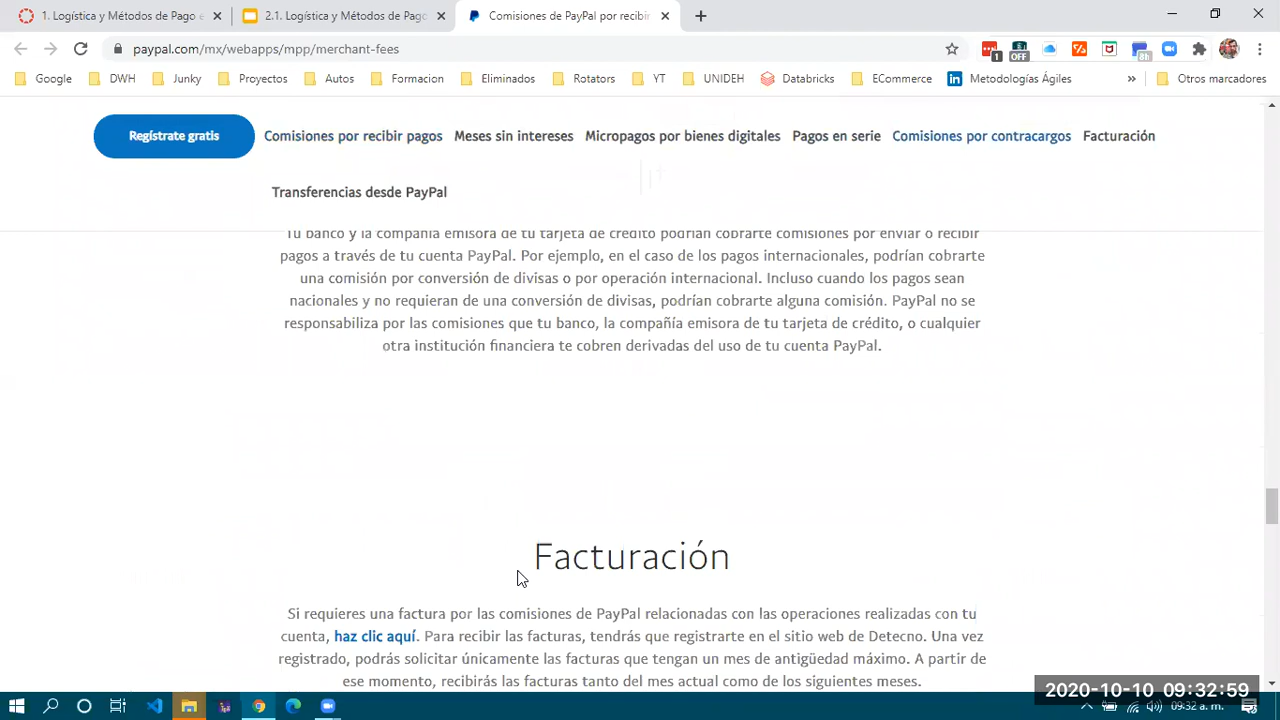 1. Logística y Métodos de Pago e
2.1. Logística y Métodos de Pago
Comisiones de PayPal por recibir
paypal.com/mx/webapps/mpp/merchant-fees
1
OFF
8h
Google
DWH
Junky
Proyectos
Autos
Formacion
Eliminados
Rotators
YT
UNIDEH
Databricks
ECommerce
Metodologías Ágiles
»
Otros marcadores
Regístrate gratis
Comisiones por recibir pagos
Meses sin intereses
Micropagos por bienes digitales
Pagos en serie
Comisiones por contracargos
Facturación
Transferencias desde PayPal
Tu banco y la compañía emisora de tu tarjeta de crédito podrían cobrarte comisiones por enviar o recibir
pagos a través de tu cuenta PayPal. Por ejemplo, en el caso de los pagos internacionales, podrían cobrarte
una comisión por conversión de divisas o por operación internacional. Incluso cuando los pagos sean
nacionales y no requieran de una conversión de divisas, podrían cobrarte alguna comisión. PayPal no se
responsabiliza por las comisiones que tu banco, la compañía emisora de tu tarjeta de crédito, o cualquier
otra institución financiera te cobren derivadas del uso de tu cuenta PayPal.
Facturación
Si requieres una factura por las comisiones de PayPal relacionadas con las operaciones realizadas con tu
cuenta, haz clic aquí. Para recibir las facturas, tendrás que registrarte en el sitio web de Detecno. Una vez
registrado, podrás solicitar únicamente las facturas que tengan un mes de antigüedad máximo. A partir de
ese momento, recibirás las facturas tanto del mes actual como de los siguientes meses.
2020-10-10 09:32:59
09:32 a. m.